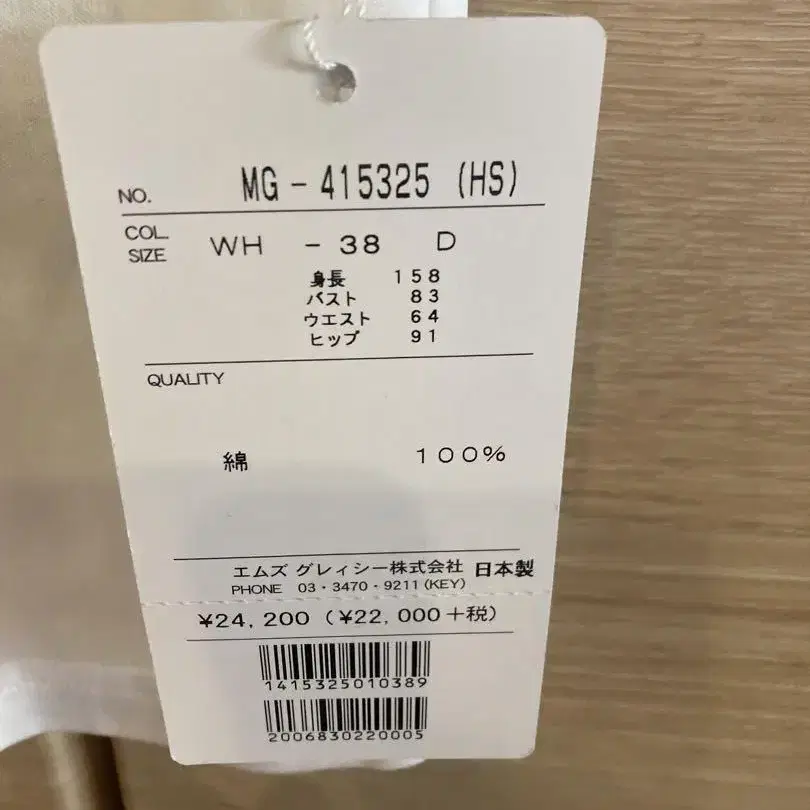 NO. MG-415325 (HS)
COL SIZE WH -38 D
身長 158
バスト 83
ウエスト 64
ヒップ 91
QUALITY
綿 100%
エムズ グレィシー株式会社 日本製
PHONE 03・3470・9211(KEY)
¥24,200 (¥22,000+税)
1415325010389
2006830220005